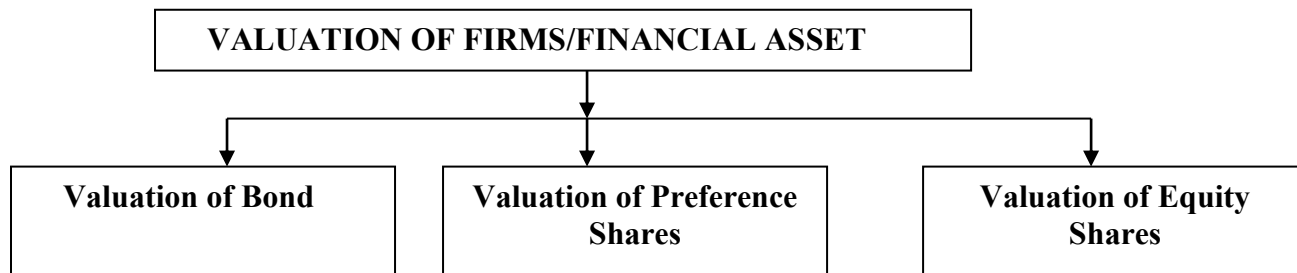 VALUATION OF FIRMS/FINANCIAL ASSET
Valuation of Bond
Valuation of Preference
Shares
Valuation of Equity
Shares